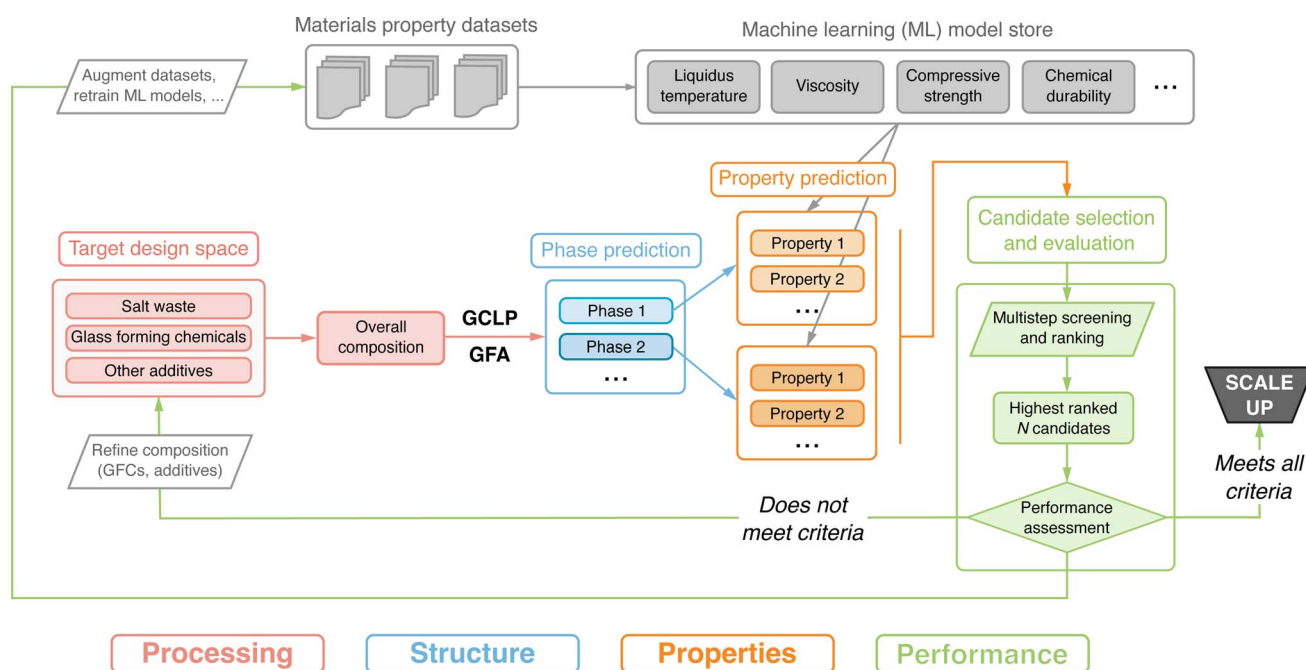 Materials property datasets
Machine learning (ML) model store
Augment datasets,
retrain ML models, ...
Liquidus
temperature
Viscosity
Compressive
strength
Chemical
durability
...
Property prediction
Target design space
Phase prediction
Candidate selection
and evaluation
Salt waste
Glass forming chemicals
Other additives
Overall
composition
GCLP
GFA
Phase 1
Phase 2
...
Property 1
Property 2
...
Property 1
Property 2
...
Multistep screening
and ranking
Highest ranked
N candidates
Performance
assessment
SCALE
UP
Meets all
criteria
Does not
meet criteria
Refine composition
(GFCs, additives)
Processing
Structure
Properties
Performance